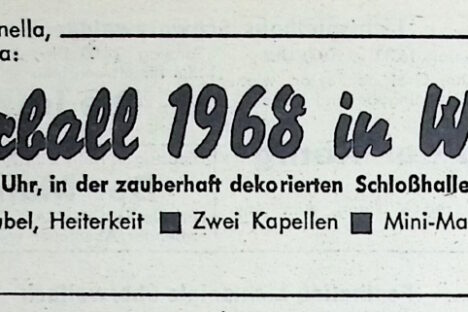 nella,
a:
ball 1968 in W
Uhr, in der zauberhaft dekorierten Schloßhalle
bel, Heiterkeit ■ Zwei Kapellen ■ Mini-Ma